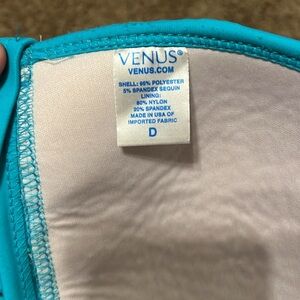 VENUS®
VENUS.COM
SHELL: 95% POLYESTER
5% SPANDEX SEQUIN
LINING:
80% NYLON
20% SPANDEX
MADE IN USA OF
IMPORTED FABRIC
D